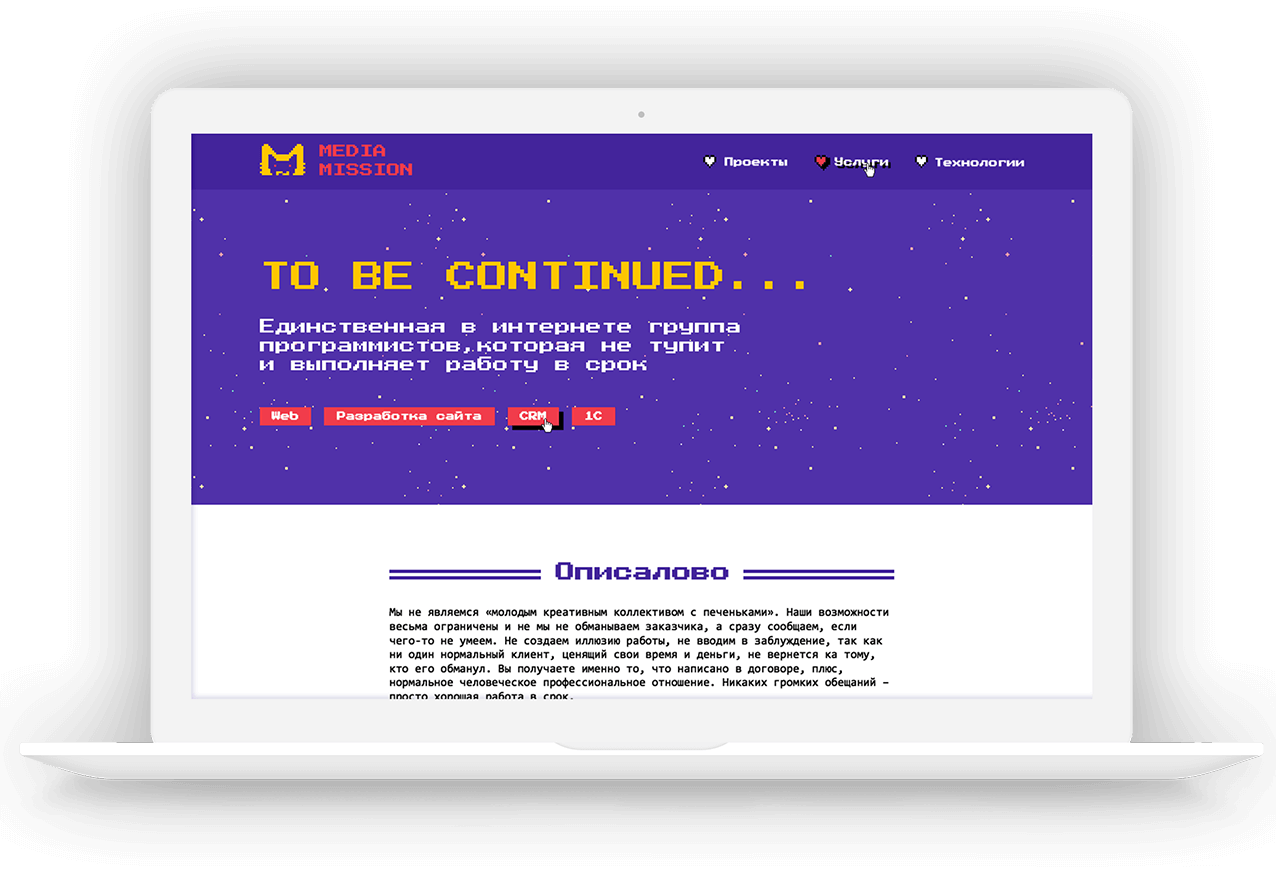 MEDIA
MISSION
Проекты
Услуги
Технологии
TO BE CONTINUED...
Единственная в интернете группа
программистов,которая не тупит
и выполняет работу в срок
Web
Разработка сайта
CRM
1С
Описалово
Мы не являемся «молодым креативным коллективом с печеньками». Наши возможности
весьма ограничены и не мы не обманываем заказчика, а сразу сообщаем, если
чего-то не умеем. Не создаем иллюзию работы, не вводим в заблуждение, так как
ни один нормальный клиент, ценящий свои время и деньги, не вернется ка тому,
кто его обманул. Вы получаете именно то, что написано в договоре, плюс,
нормальное человеческое профессиональное отношение. Никаких громких обещаний –
просто хорошая работа в срок.